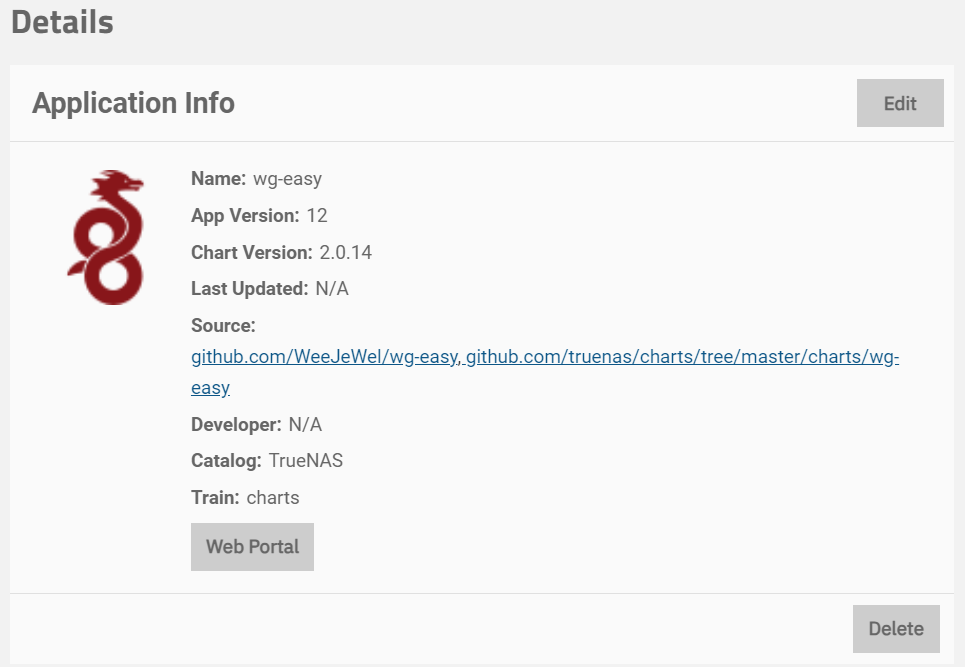 Details
Application Info
Edit
Name: wg-easy
App Version: 12
Chart Version: 2.0.14
Last Updated: N/A
Source:
github.com/WeeJeWel/wg-easy, github.com/truenas/charts/tree/master/charts/wg-
easy
Developer: N/A
Catalog: TrueNAS
Train: charts
Web Portal
Delete